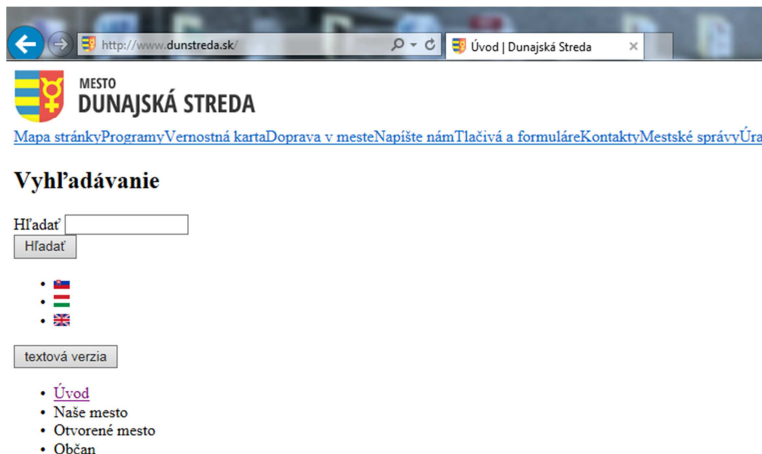 http://www.dunstreda.sk/
Úvod | Dunajská Streda
MESTO
DUNAJSKÁ STREDA
Mapa stránkyProgramyVernostná kartaDoprava v mesteNapíšte námTlačivá a formuláreKontaktyMestské správyÚra
Vyhľadávanie
Hľadať
Hľadať
textová verzia
Úvod
Naše mesto
Otvorené mesto
Občan